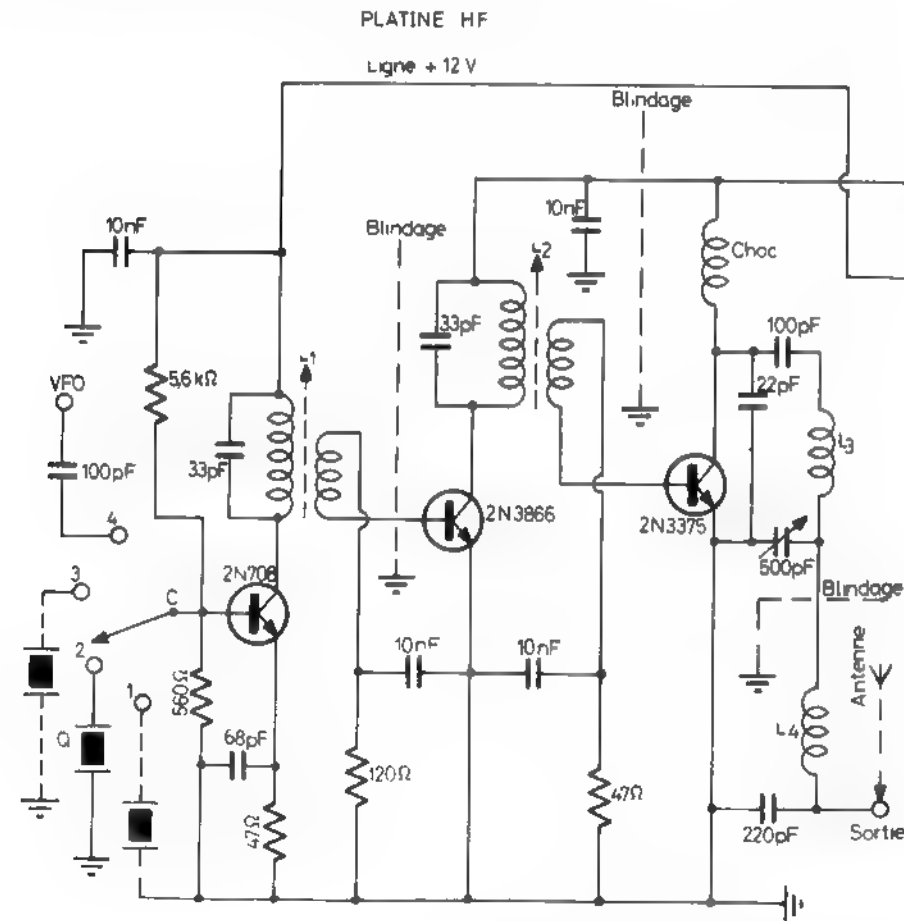 PLATINE HF
Ligne + 12 V
Blindage
10nF
10nF
Blindage
Choc
L2
33pF
100pF
22pF
VFO
5,6 kΩ
L1
L3
100pF
33pF
4
2N3866
2N3375
500pF
3
C
2N708
Blindage
2
10nF
10nF
Antenne
1
560Ω
Q
68pF
L4
120Ω
47Ω
47Ω
220pF
Sortie